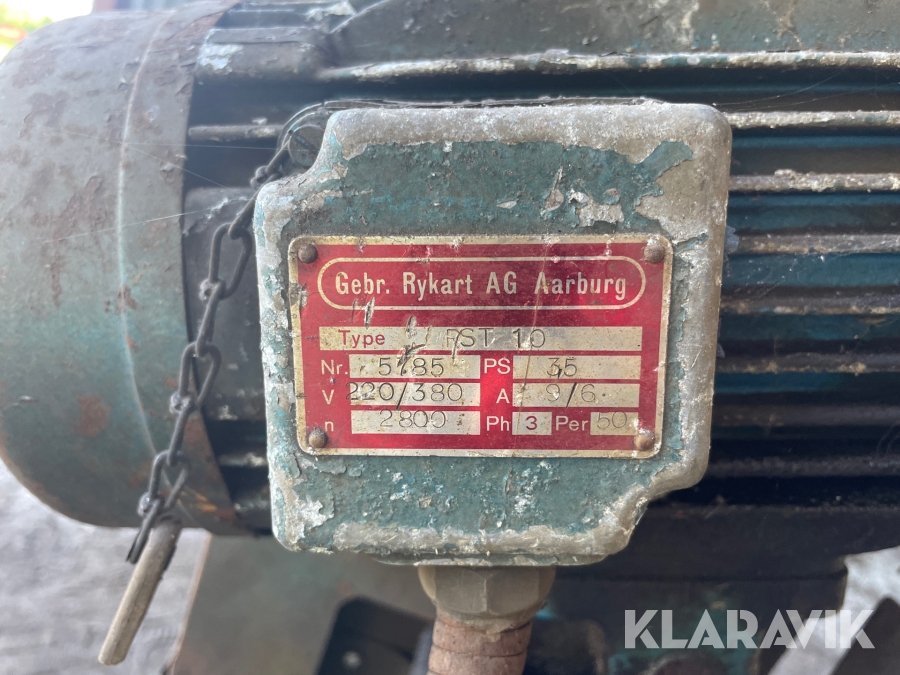 Gebr. Rykart AG Aarburg
Type RST 10
Nr. 5785 PS 35
V 220/380 A 9/6
n 2800 Ph 3 Per 50
KLARAVIK